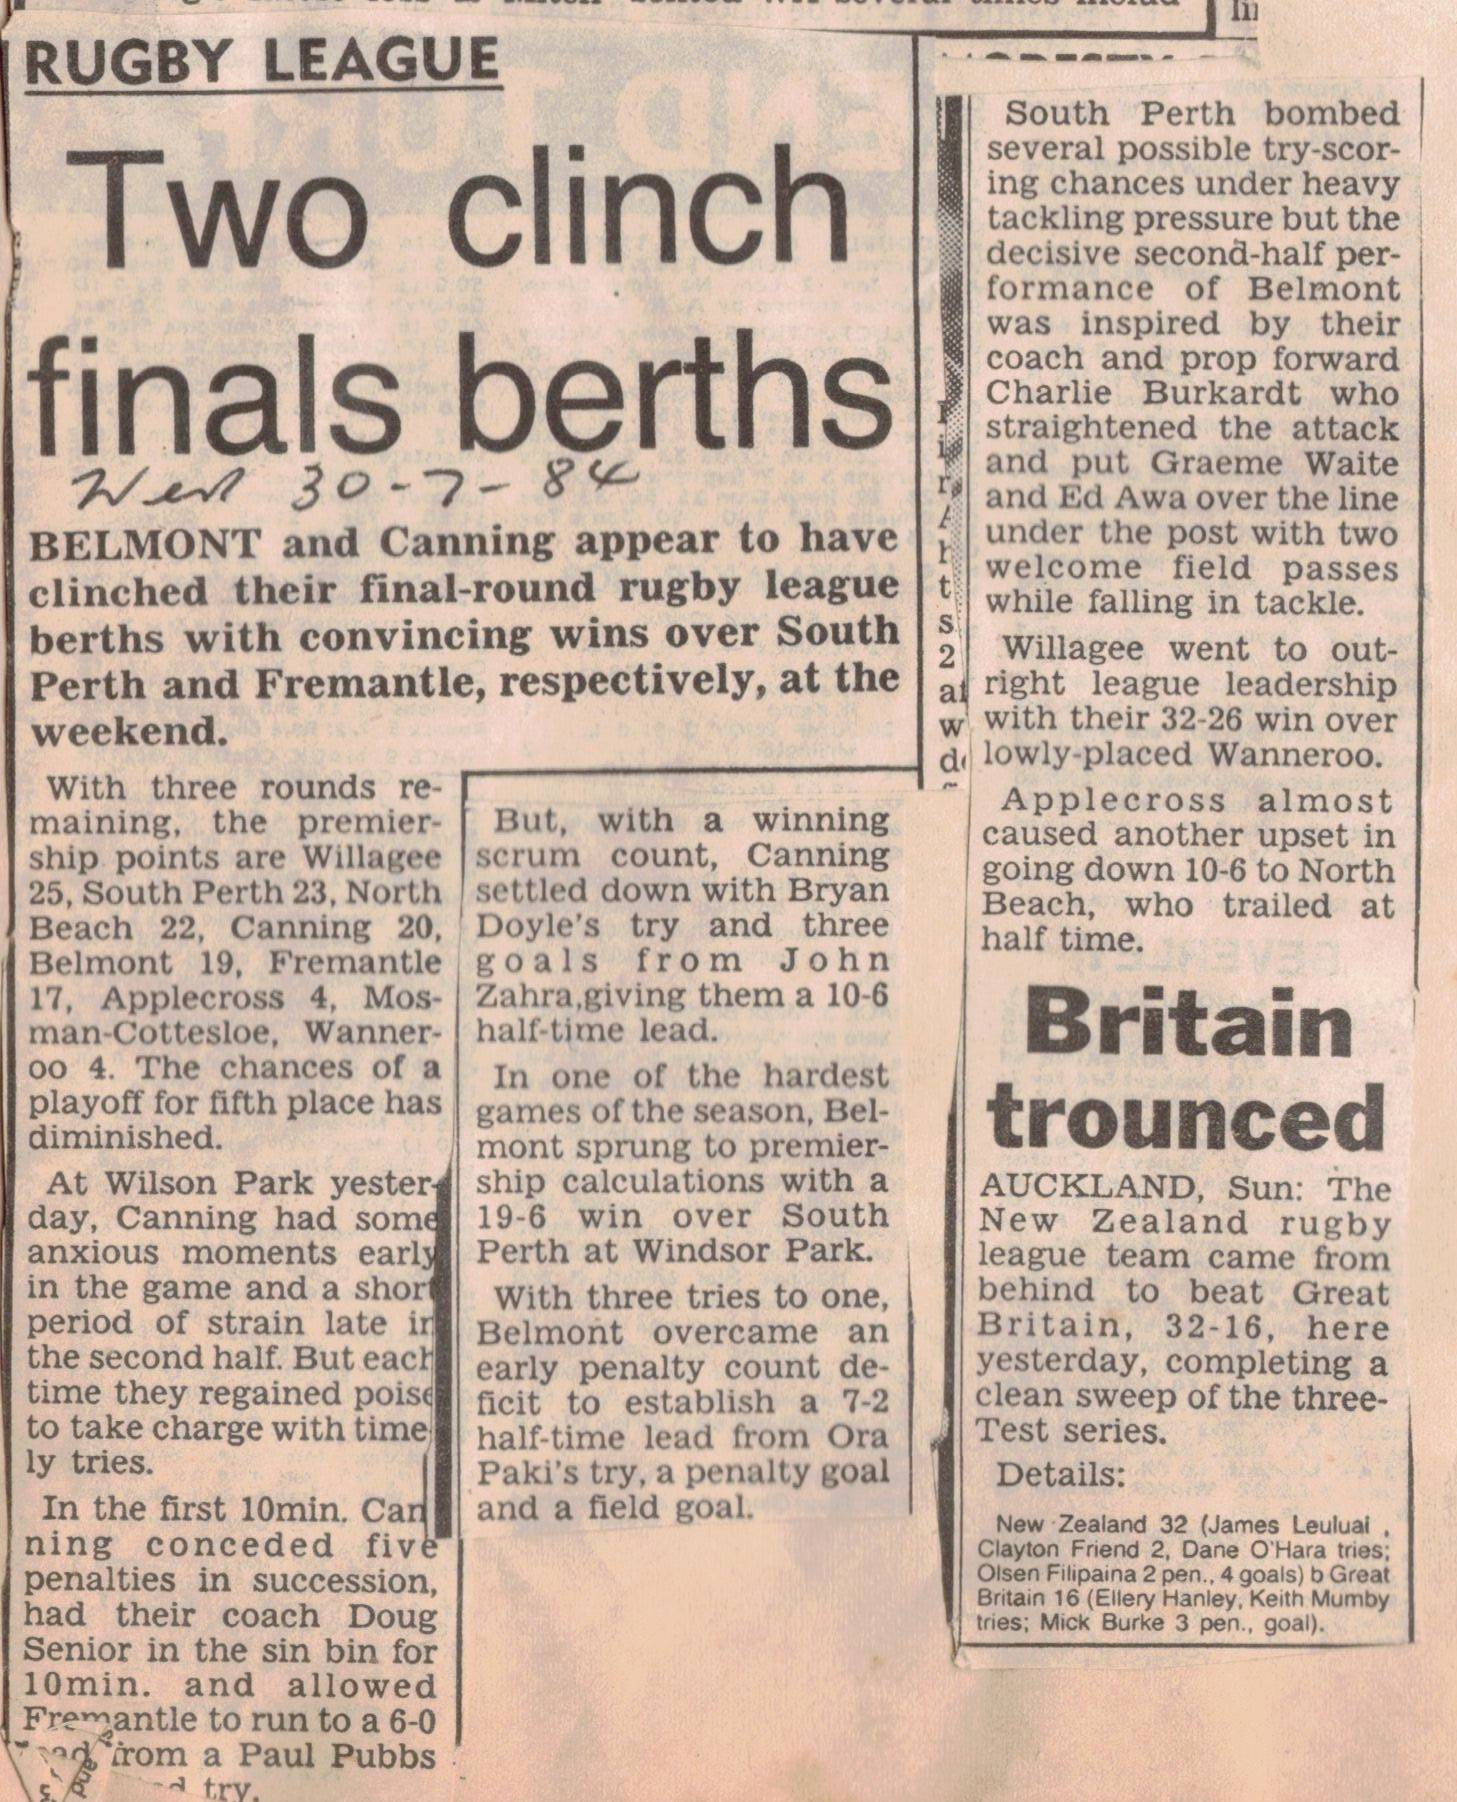 RUGBY LEAGUE
Two clinch
finals berths
West 30-7-84
BELMONT and Canning appear to have
clinched their final-round rugby league
berths with convincing wins over South
Perth and Fremantle, respectively, at the
weekend.
With three rounds re-
maining, the premier-
ship points are Willagee
25, South Perth 23, North
Beach 22, Canning 20,
Belmont 19, Fremantle
17, Applecross 4, Mos-
man-Cottesloe, Wanner-
oo 4. The chances of a
playoff for fifth place has
diminished.
At Wilson Park yester-
day, Canning had some
anxious moments early
in the game and a short
period of strain late in
the second half. But each
time they regained poise
to take charge with time
ly tries.
In the first 10min. Can
ning conceded five
penalties in succession,
had their coach Doug
Senior in the sin bin for
10min. and allowed
Fremantle to run to a 6-0
from a Paul Pubbs
try.
But, with a winning
scrum count, Canning
settled down with Bryan
Doyle's try and three
goals from John
Zahra,giving them a 10-6
half-time lead.
In one of the hardest
games of the season, Bel-
mont sprung to premier-
ship calculations with a
19-6 win over South
Perth at Windsor Park.
With three tries to one,
Belmont overcame an
early penalty count de-
ficit to establish a 7-2
half-time lead from Ora
Paki's try, a penalty goal
and a field goal.
South Perth bombed
several possible try-scor-
ing chances under heavy
tackling pressure but the
decisive second-half per-
formance of Belmont
was inspired by their
coach and prop forward
Charlie Burkardt who
straightened the attack
and put Graeme Waite
and Ed Awa over the line
under the post with two
welcome field passes
while falling in tackle.
Willagee went to out-
right league leadership
with their 32-26 win over
lowly-placed Wanneroo.
Applecross almost
caused another upset in
going down 10-6 to North
Beach, who trailed at
half time.
Britain
trounced
AUCKLAND, Sun: The
New Zealand rugby
league team came from
behind to beat Great
Britain, 32-16, here
yesterday, completing a
clean sweep of the three-
Test series.
Details:
New Zealand 32 (James Leuluai ,
Clayton Friend 2, Dane O'Hara tries;
Olsen Filipaina 2 pen., 4 goals) b Great
Britain 16 (Ellery Hanley, Keith Mumby
tries; Mick Burke 3 pen., goal).